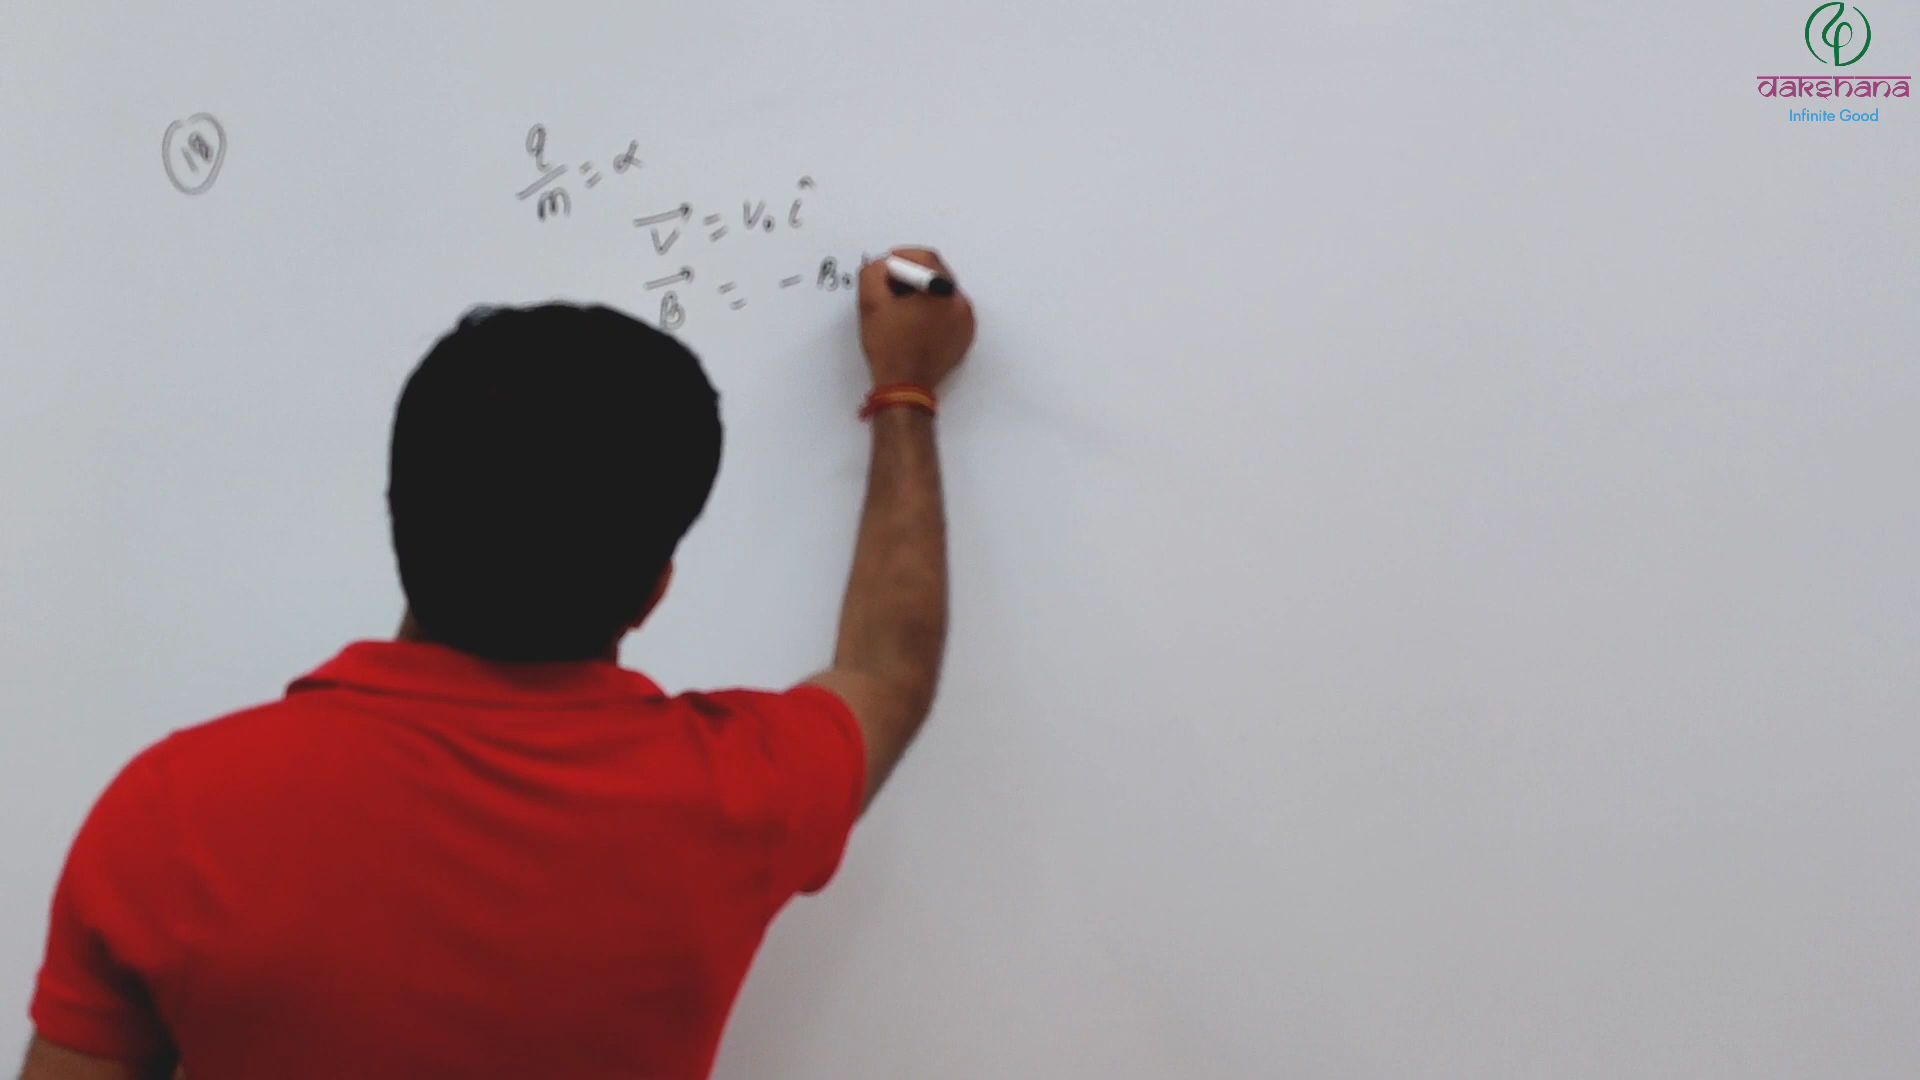 18
q/m = α
v⃗ = v₀ î
B⃗ = - B₀
dakshana
Infinite Good